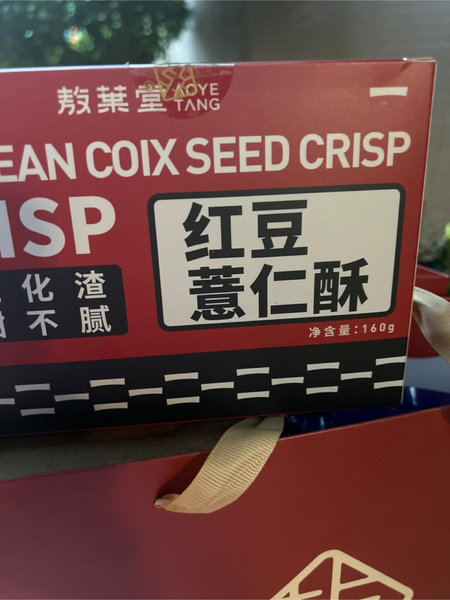 敖葉堂 AOYE TANG
EAN COIX SEED CRISP
ISP
红豆
薏仁酥
化渣
不腻
净含量:160g